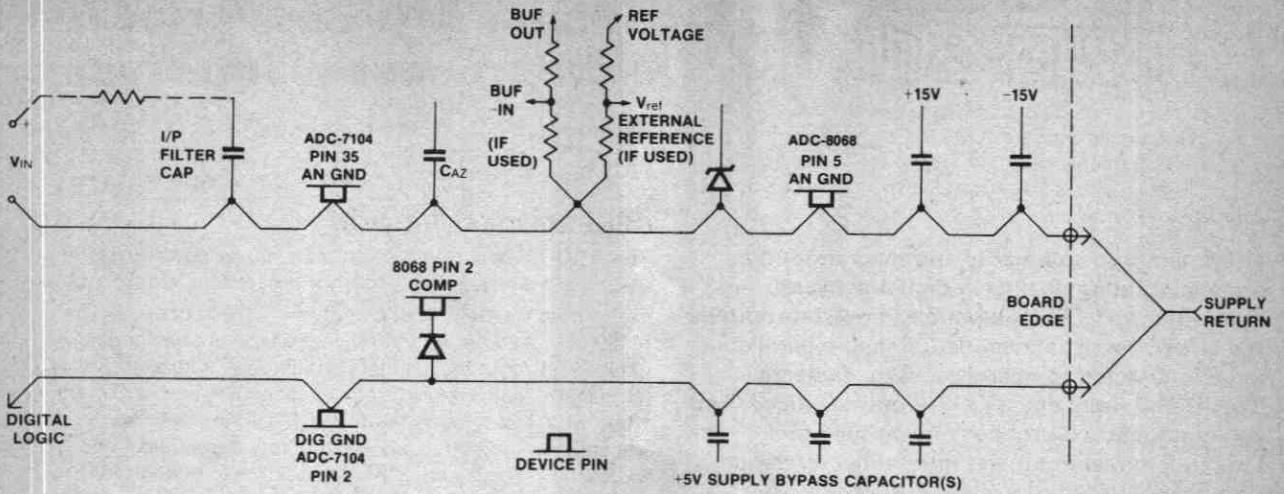 BUF
OUT
REF
VOLTAGE
BUF
-IN
(IF
USED)
Vref
EXTERNAL
REFERENCE
(IF USED)
+
VIN
I/P
FILTER
CAP
ADC-7104
PIN 35
AN GND
CAZ
ADC-8068
PIN 5
AN GND
+15V
-15V
8068 PIN 2
COMP
BOARD
EDGE
SUPPLY
RETURN
DIGITAL
LOGIC
DIG GND
ADC-7104
PIN 2
DEVICE PIN
+5V SUPPLY BYPASS CAPACITOR(S)